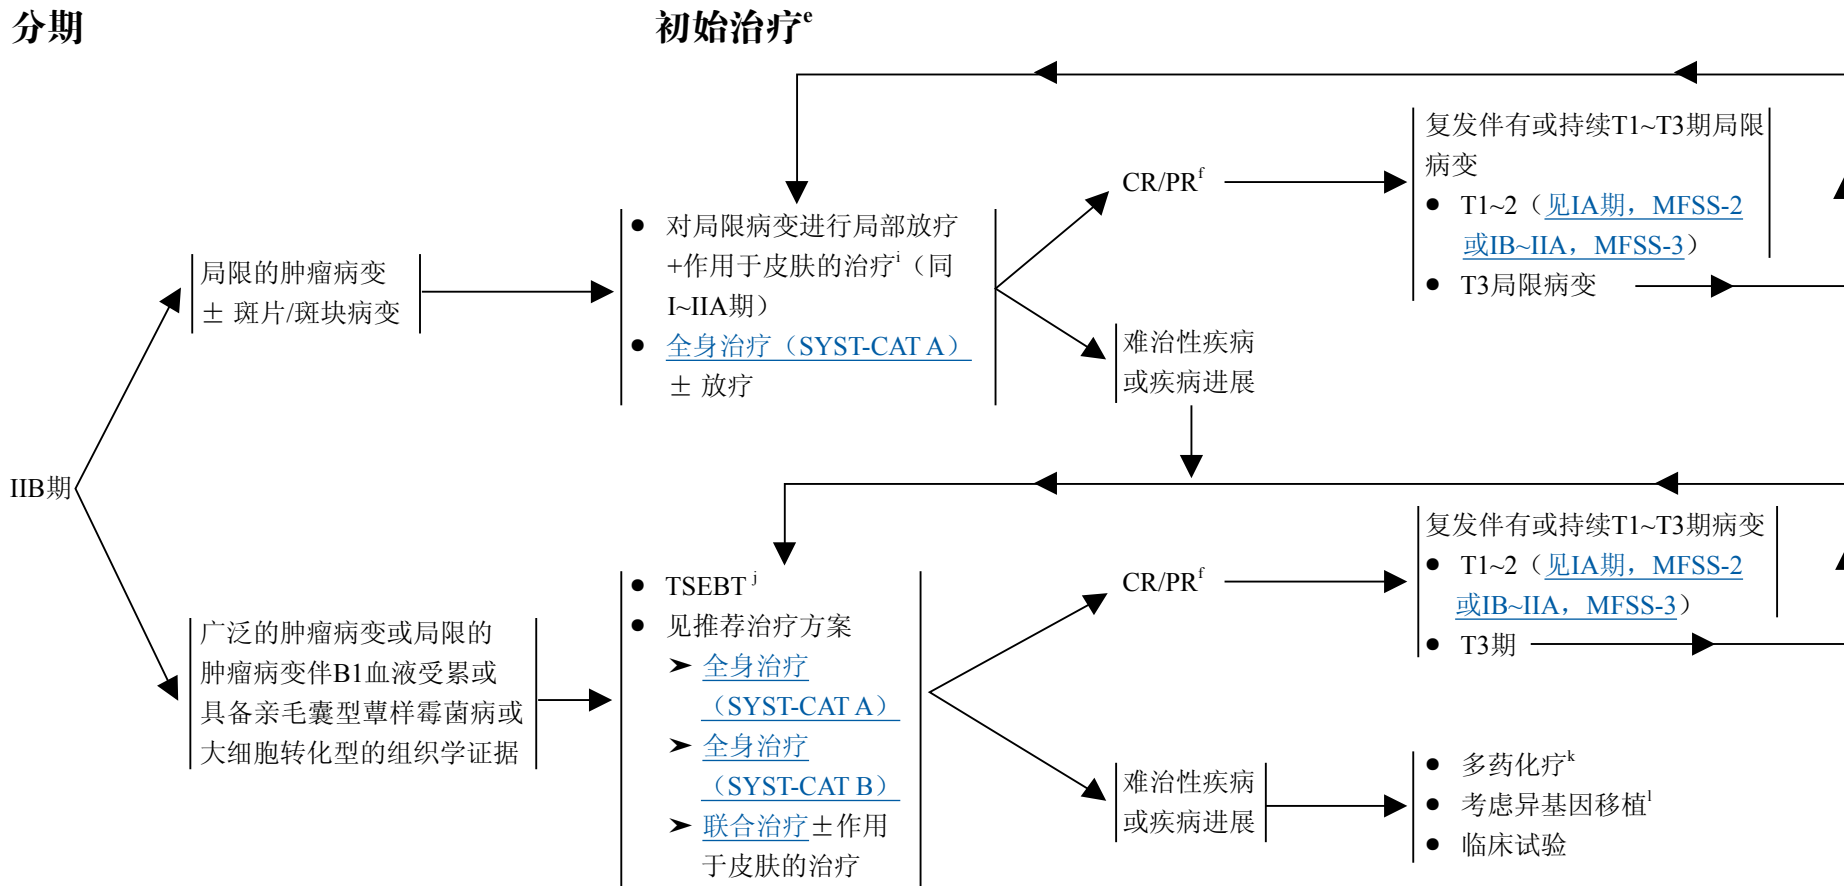 分期
初始治疗e
IIB期
局限的肿瘤病变
± 斑片/斑块病变
● 对局限病变进行局部放疗
+作用于皮肤的治疗i（同
I~IIA期）
● 全身治疗（SYST-CAT A）
± 放疗
CR/PRf
复发伴有或持续T1~T3期局限
病变
● T1~2（见IA期，MFSS-2
或IB~IIA，MFSS-3）
● T3局限病变
难治性疾病
或疾病进展
广泛的肿瘤病变或局限的
肿瘤病变伴B1血液受累或
具备亲毛囊型蕈样霉菌病或
大细胞转化型的组织学证据
● TSEBT j
● 见推荐治疗方案
➤ 全身治疗
（SYST-CAT A）
➤ 全身治疗
（SYST-CAT B）
➤ 联合治疗±作用
于皮肤的治疗
CR/PRf
复发伴有或持续T1~T3期病变
● T1~2（见IA期，MFSS-2
或IB~IIA，MFSS-3）
● T3期
难治性疾病
或疾病进展
● 多药化疗k
● 考虑异基因移植l
● 临床试验